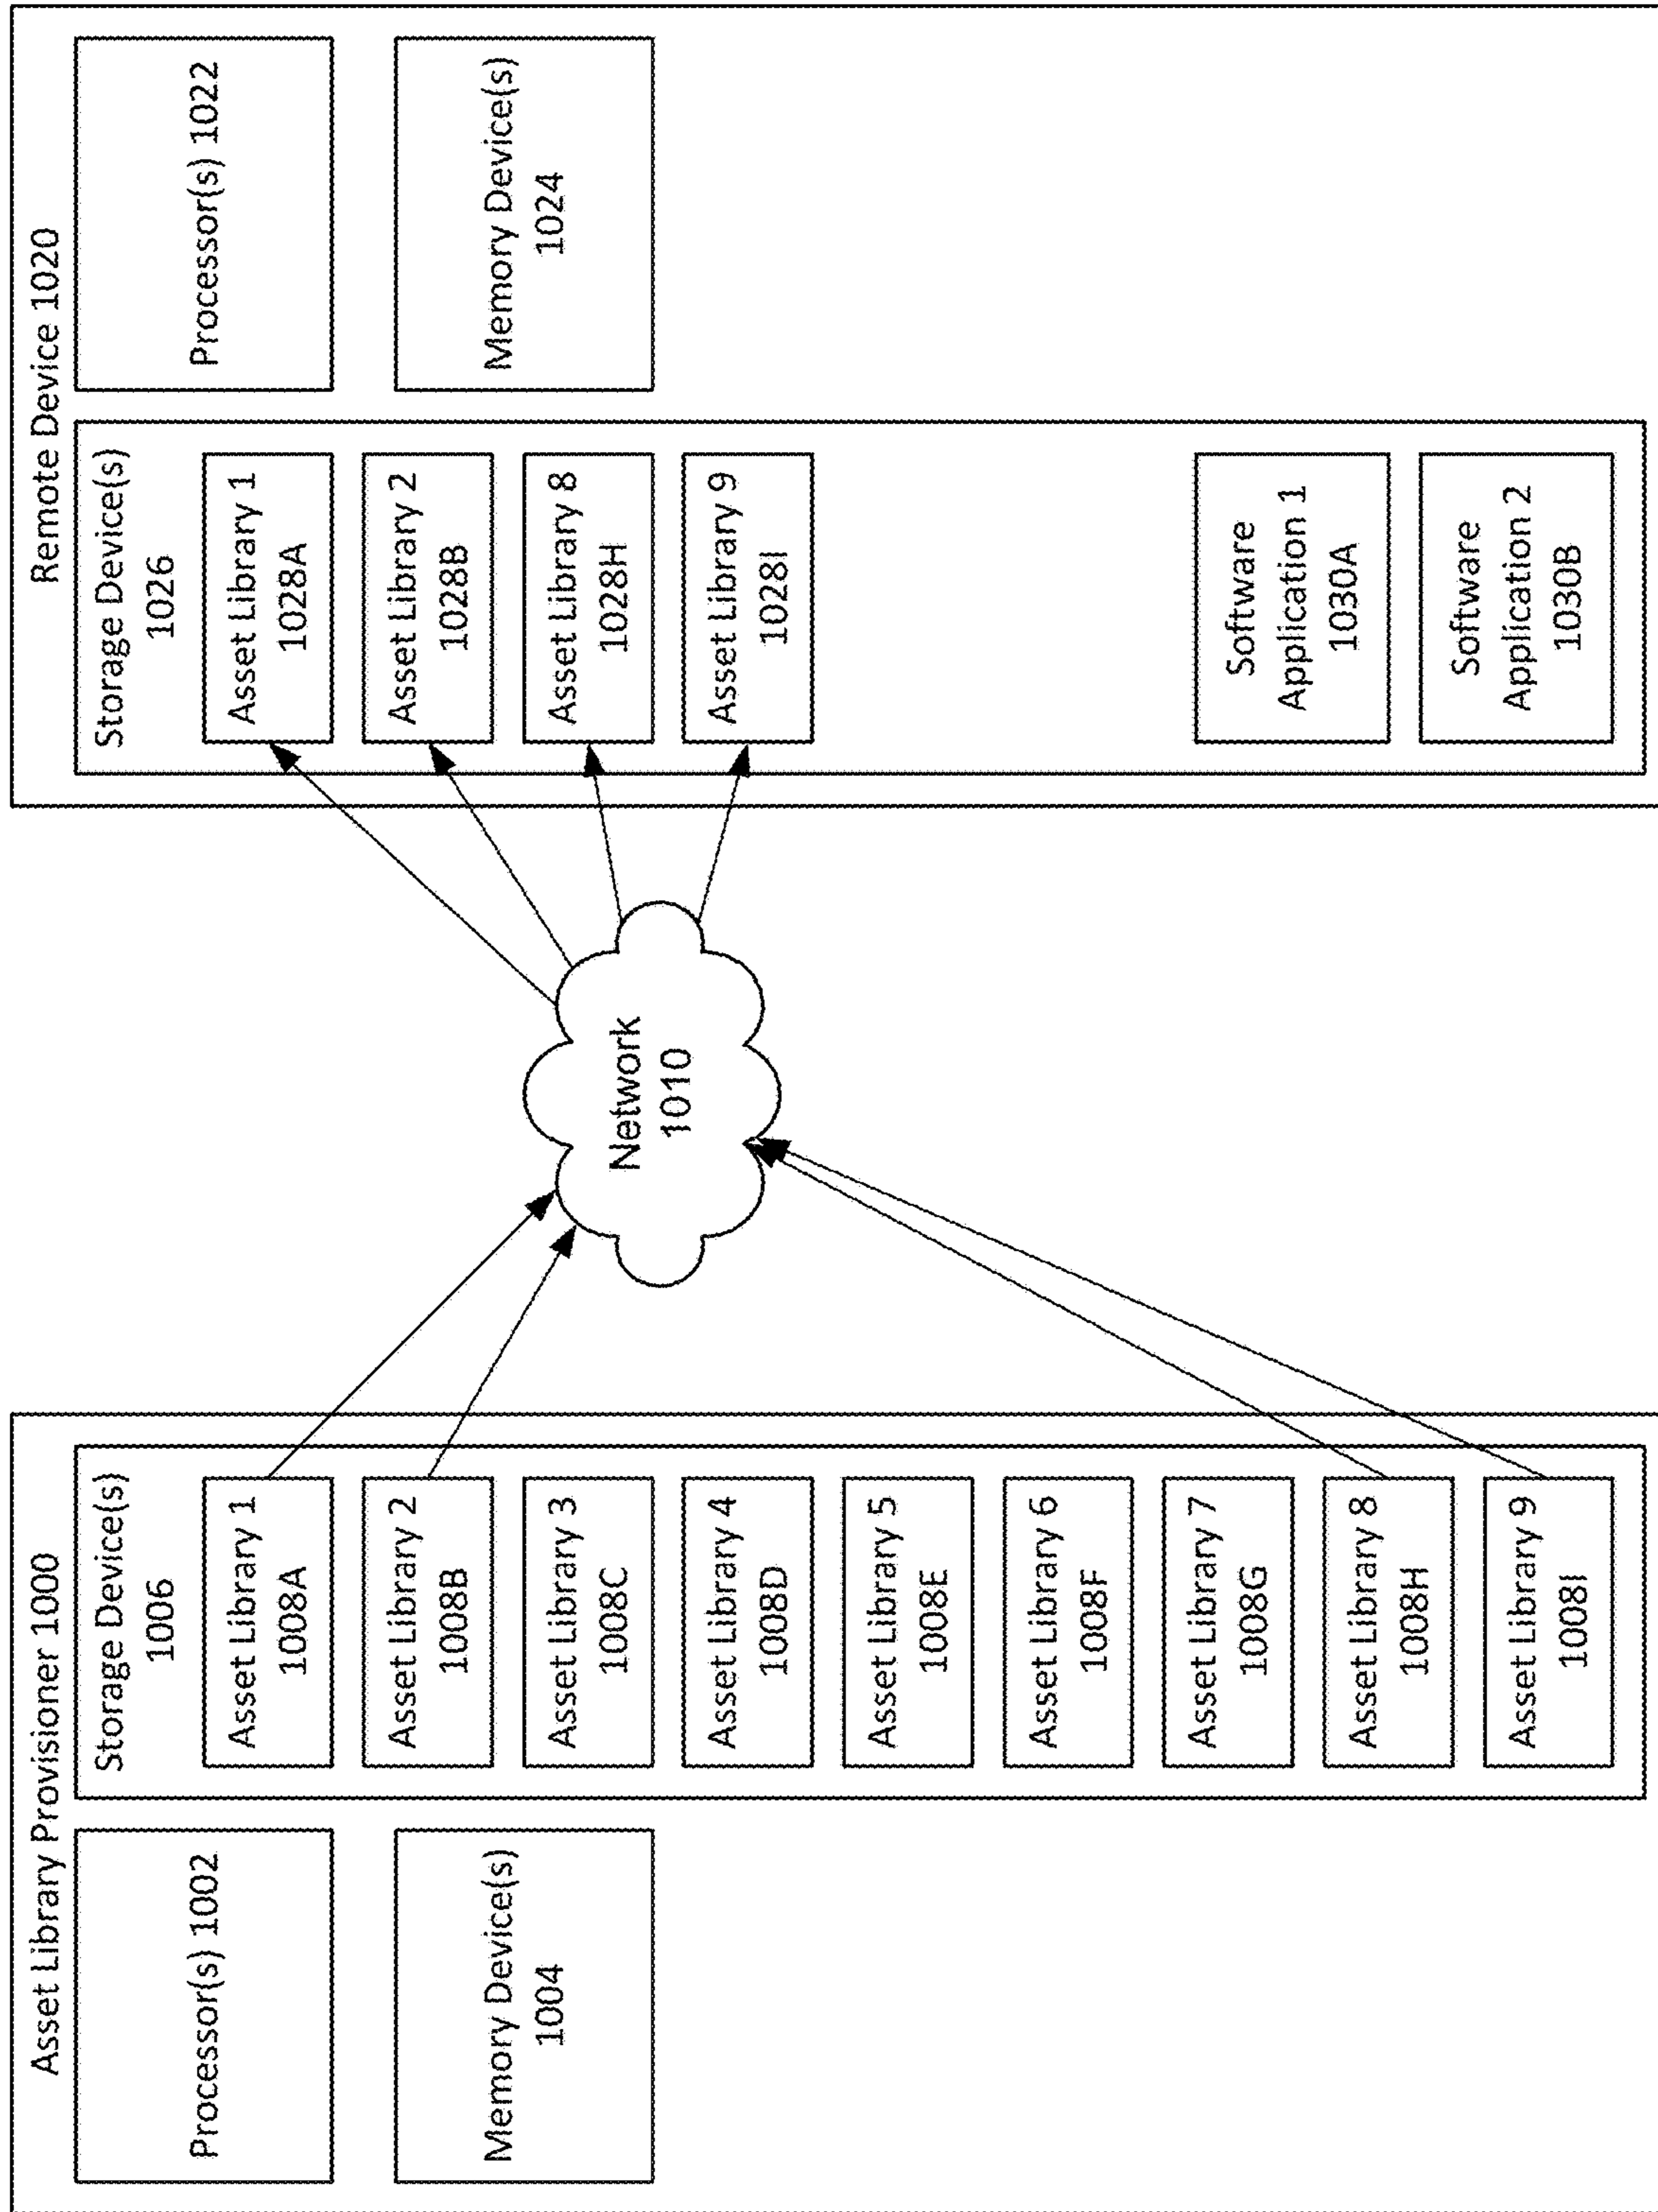 Asset Library Provisioner 1000
Processor(s) 1002
Memory Device(s)
1004
Storage Device(s)
1006
Asset Library 1
1008A
Asset Library 2
1008B
Asset Library 3
1008C
Asset Library 4
1008D
Asset Library 5
1008E
Asset Library 6
1008F
Asset Library 7
1008G
Asset Library 8
1008H
Asset Library 9
1008I
Network
1010
Remote Device 1020
Storage Device(s)
1026
Asset Library 1
1028A
Asset Library 2
1028B
Asset Library 8
1028H
Asset Library 9
1028I
Software
Application 1
1030A
Software
Application 2
1030B
Processor(s) 1022
Memory Device(s)
1024